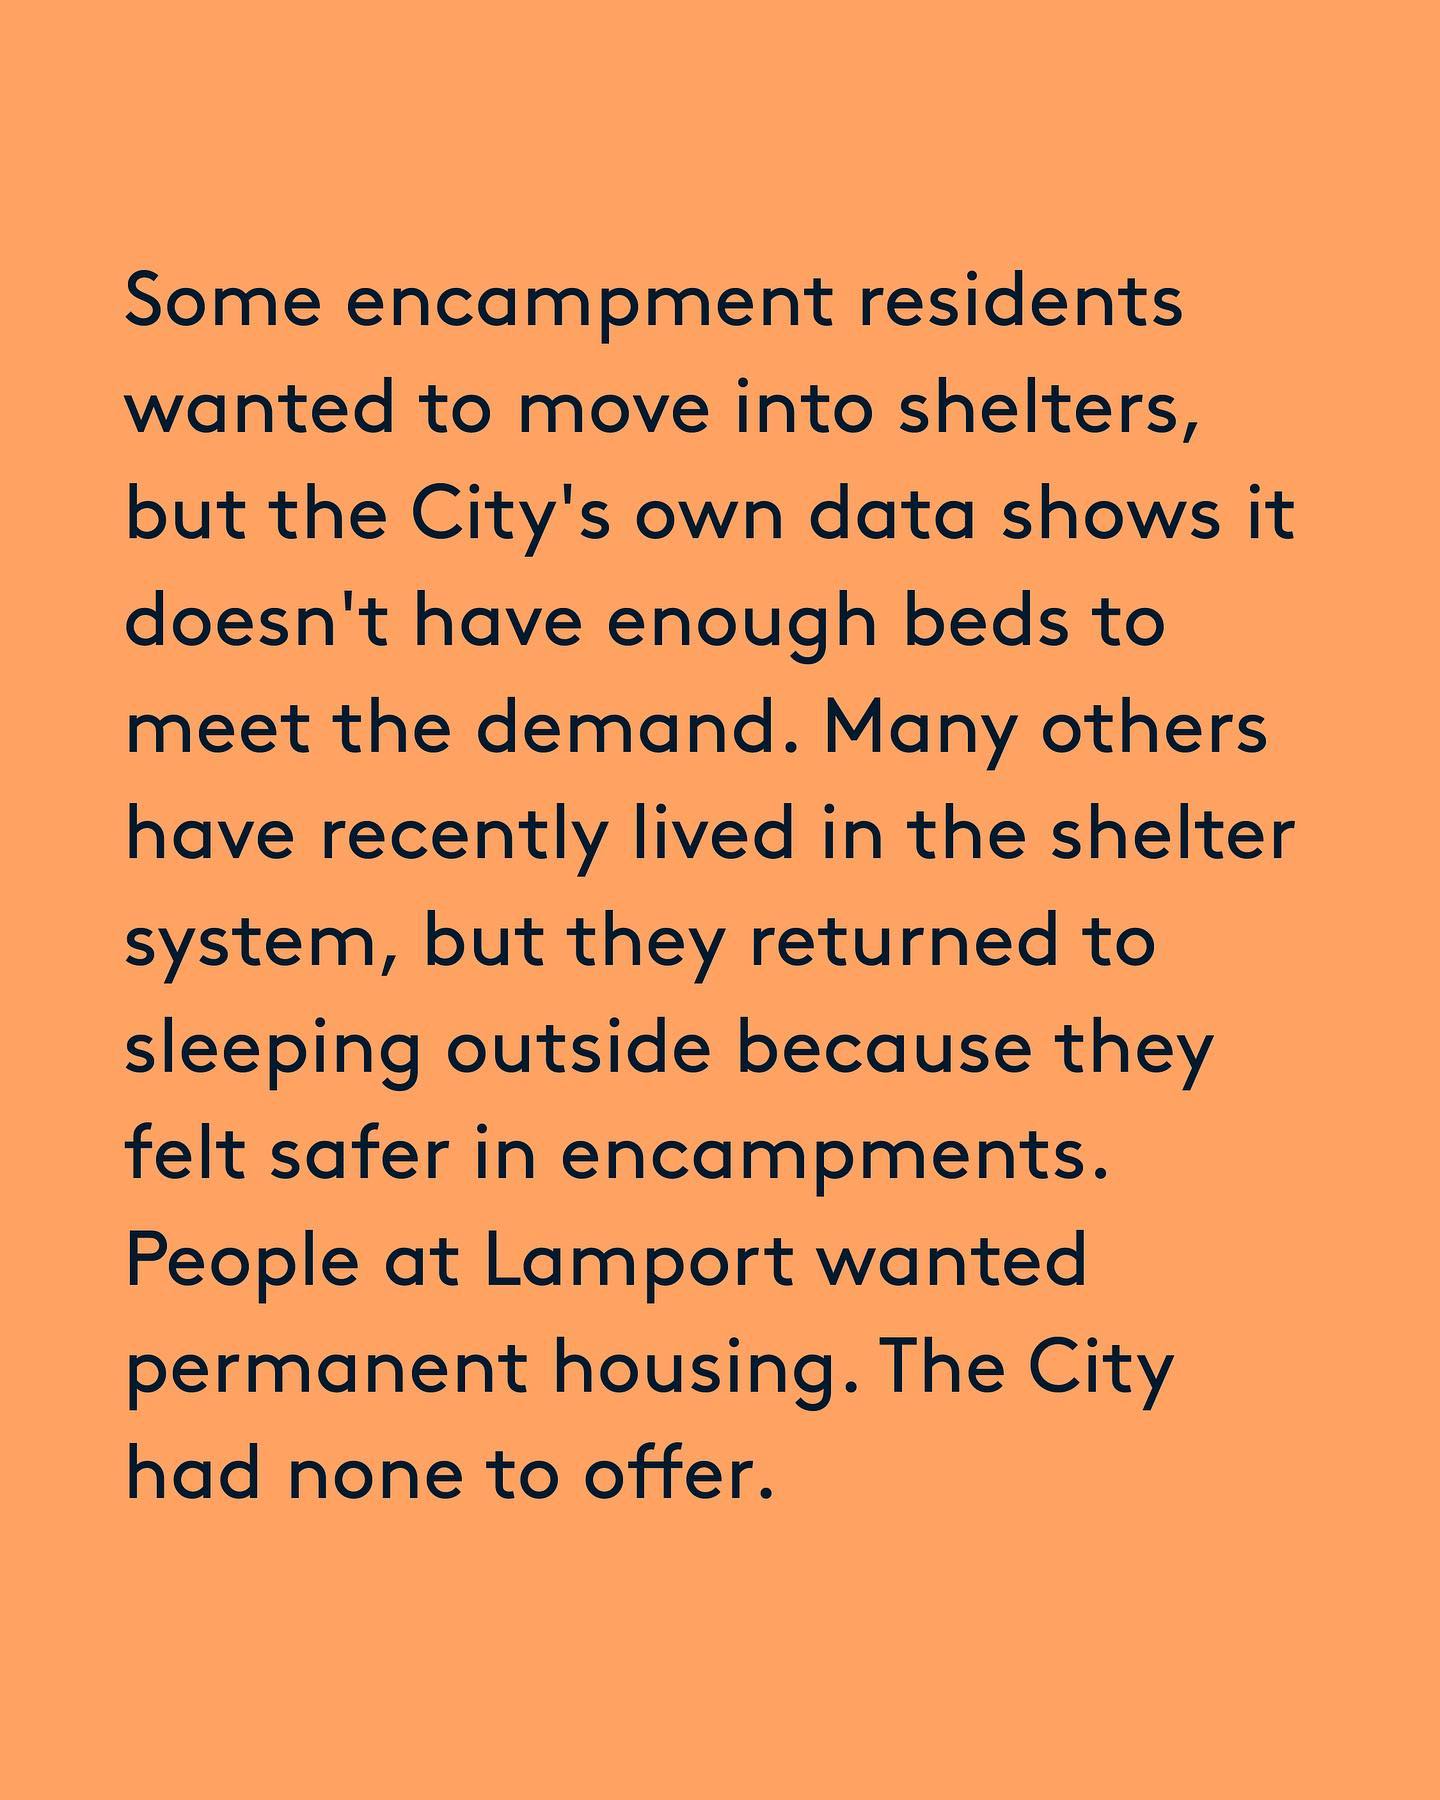 Some encampment residents
wanted to move into shelters,
but the City's own data shows it
doesn't have enough beds to
meet the demand. Many others
have recently lived in the shelter
system, but they returned to
sleeping outside because they
felt safer in encampments.
People at Lamport wanted
permanent housing. The City
had none to offer.